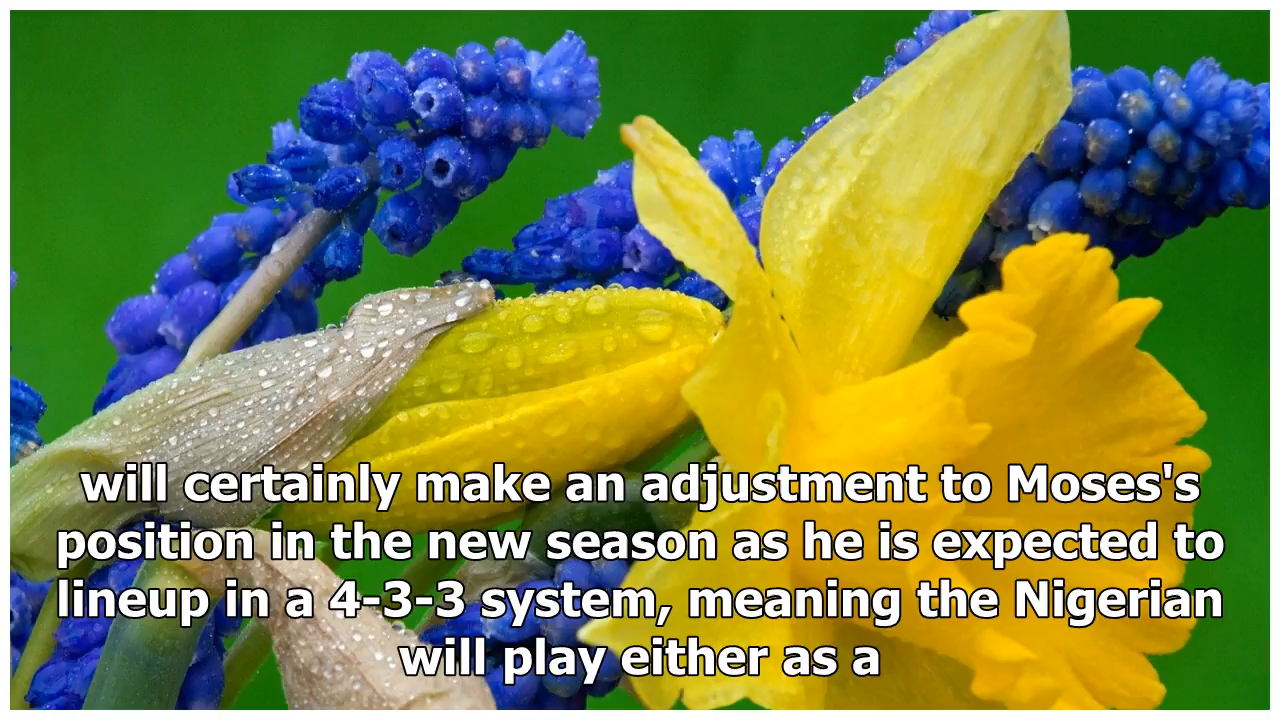 will certainly make an adjustment to Moses's
position in the new season as he is expected to
lineup in a 4-3-3 system, meaning the Nigerian
will play either as a